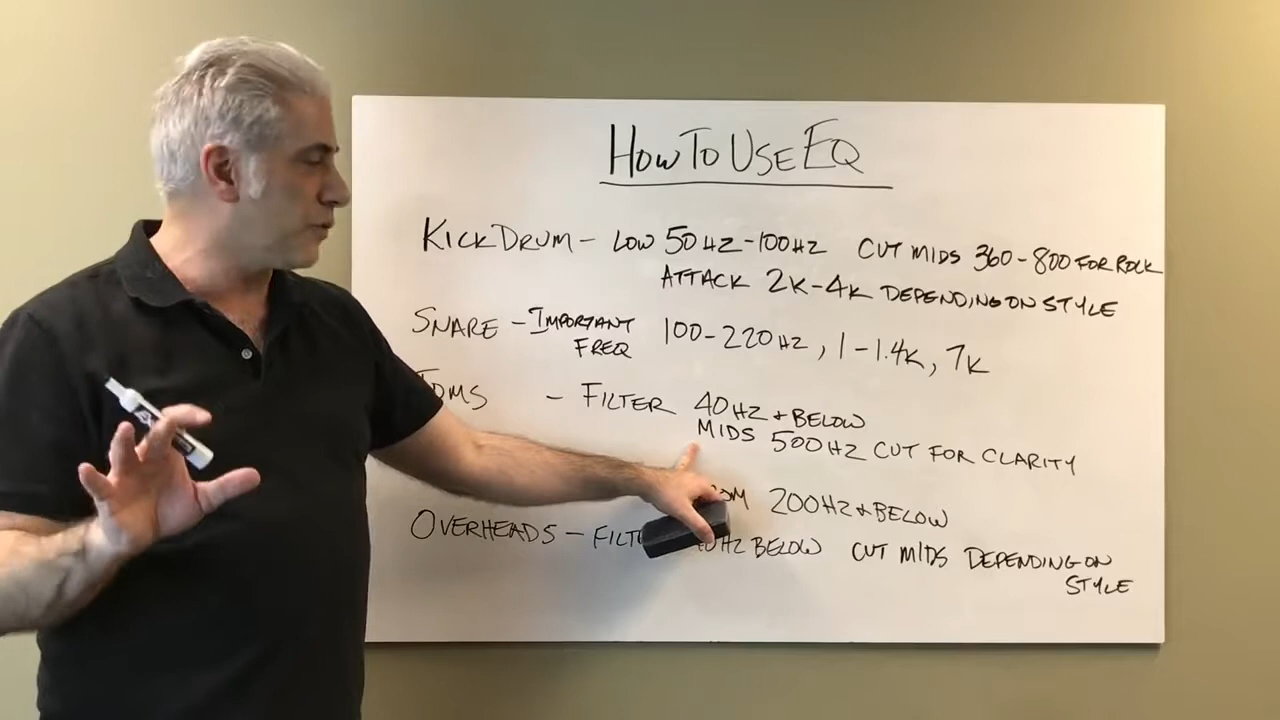 HOW TO USE EQ
KICK DRUM - LOW 50HZ-100HZ CUT MIDS 360-800 FOR ROCK
ATTACK 2K-4K DEPENDING ON STYLE
SNARE - IMPORTANT FREQ 100-220HZ, 1-1.4K, 7K
TOMS - FILTER 40HZ & BELOW
MIDS 500HZ CUT FOR CLARITY
200HZ & BELOW
OVERHEADS - HZ BELOW CUT MIDS DEPENDING ON
STYLE